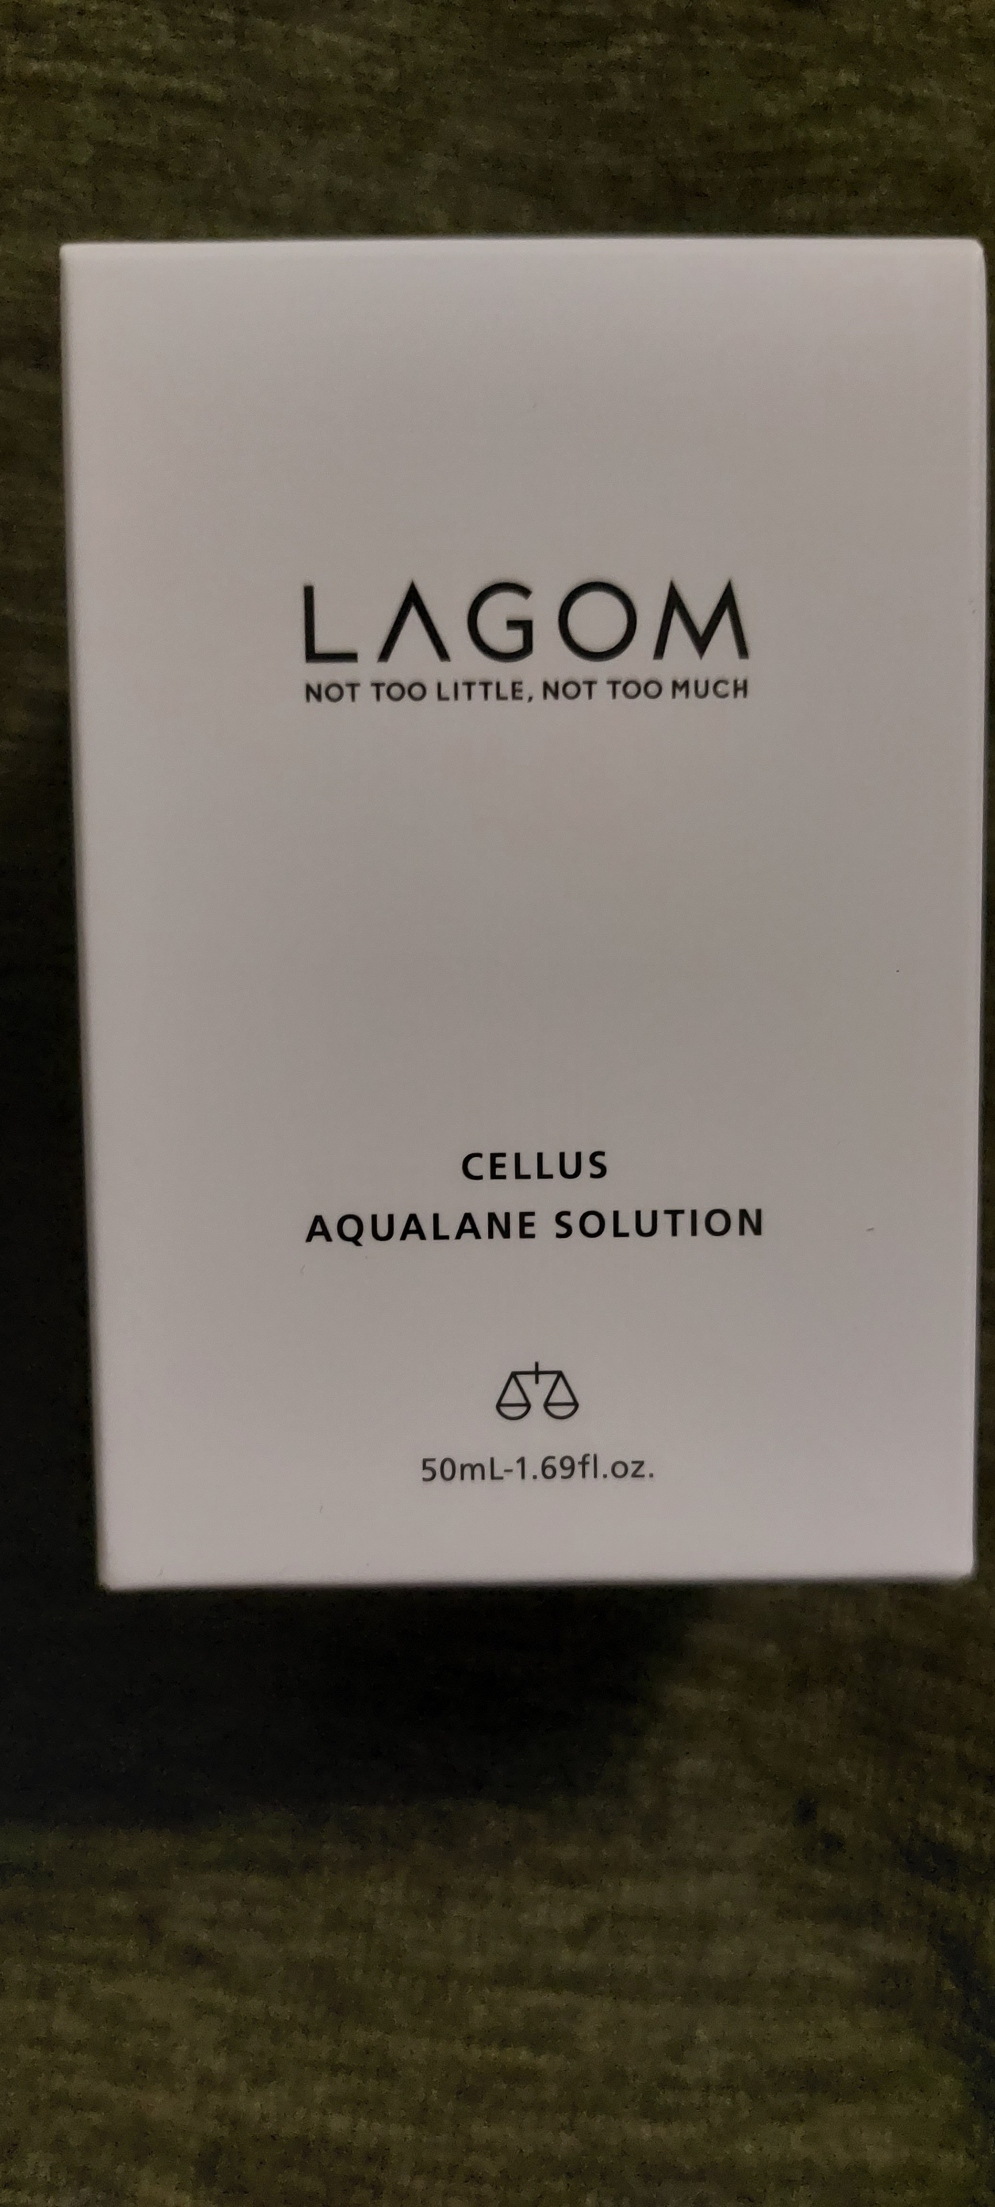 LAGOM
NOT TOO LITTLE, NOT TOO MUCH
CELLUS
AQUALANE SOLUTION
50mL-1.69fl.oz.